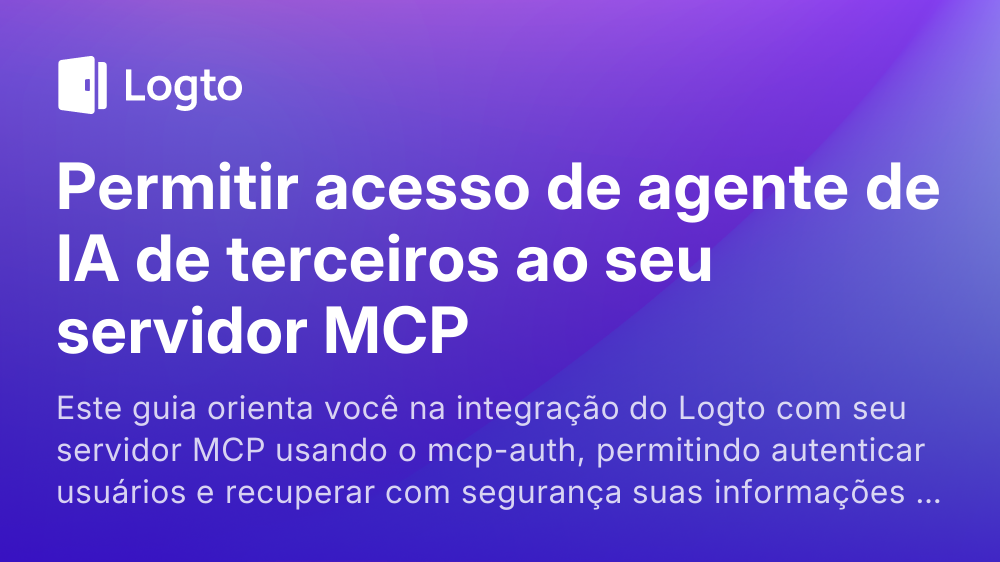 Logto
Permitir acesso de agente de
IA de terceiros ao seu
servidor MCP
Este guia orienta você na integração do Logto com seu
servidor MCP usando o mcp-auth, permitindo autenticar
usuários e recuperar com segurança suas informações ...